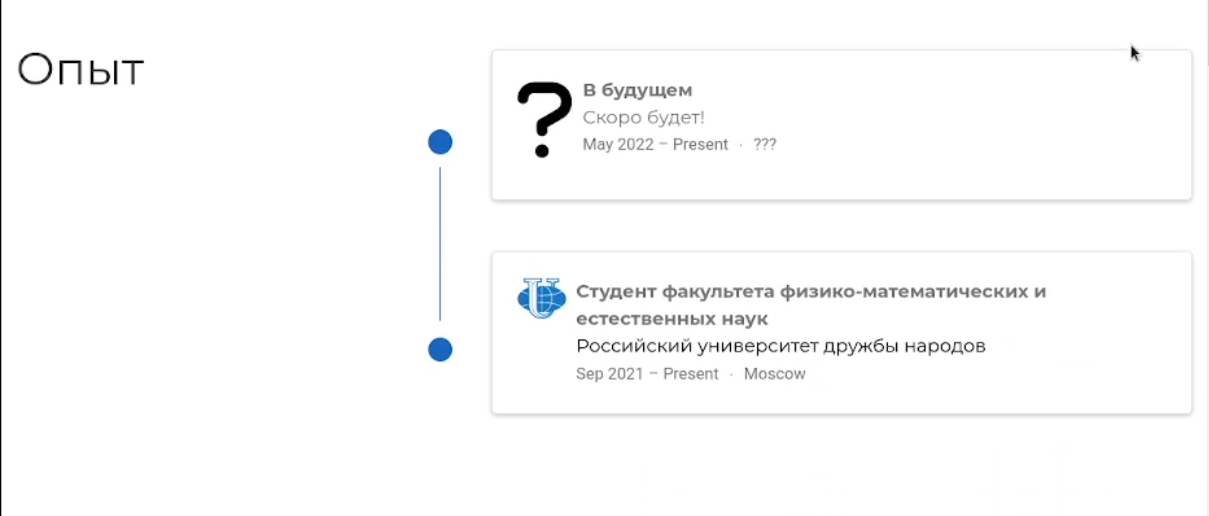 Опыт
В будущем
Скоро будет!
May 2022 – Present · ???
Студент факультета физико-математических и
естественных наук
Российский университет дружбы народов
Sep 2021 – Present · Moscow